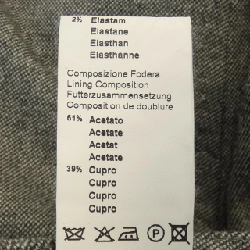 2% Elastam
Elastane
Elasthan
Elasthanne
Composizione Fodera
Lining Composition
Futterzusammensetzung
Composition de doublure
61% Acetato
Acetate
Acetat
Acetate
39% Cupro
Cupro
Cupro
Cupro
P